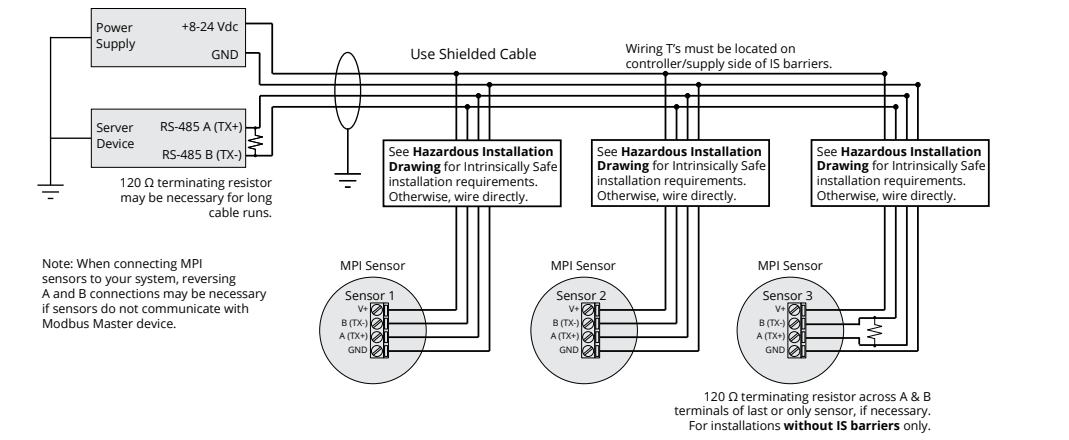 Power
Supply
+8-24 Vdc
GND
Use Shielded Cable
Wiring T's must be located on
controller/supply side of IS barriers.
Server
Device
RS-485 A (TX+)
RS-485 B (TX-)
120 Ω terminating resistor
may be necessary for long
cable runs.
See Hazardous Installation
Drawing for Intrinsically Safe
installation requirements.
Otherwise, wire directly.
See Hazardous Installation
Drawing for Intrinsically Safe
installation requirements.
Otherwise, wire directly.
See Hazardous Installation
Drawing for Intrinsically Safe
installation requirements.
Otherwise, wire directly.
Note: When connecting MPI
sensors to your system, reversing
A and B connections may be necessary
if sensors do not communicate with
Modbus Master device.
MPI Sensor
Sensor 1
V+
B (TX-)
A (TX+)
GND
MPI Sensor
Sensor 2
V+
B (TX-)
A (TX+)
GND
MPI Sensor
Sensor 3
V+
B (TX-)
A (TX+)
GND
120 Ω terminating resistor across A & B
terminals of last or only sensor, if necessary.
For installations without IS barriers only.